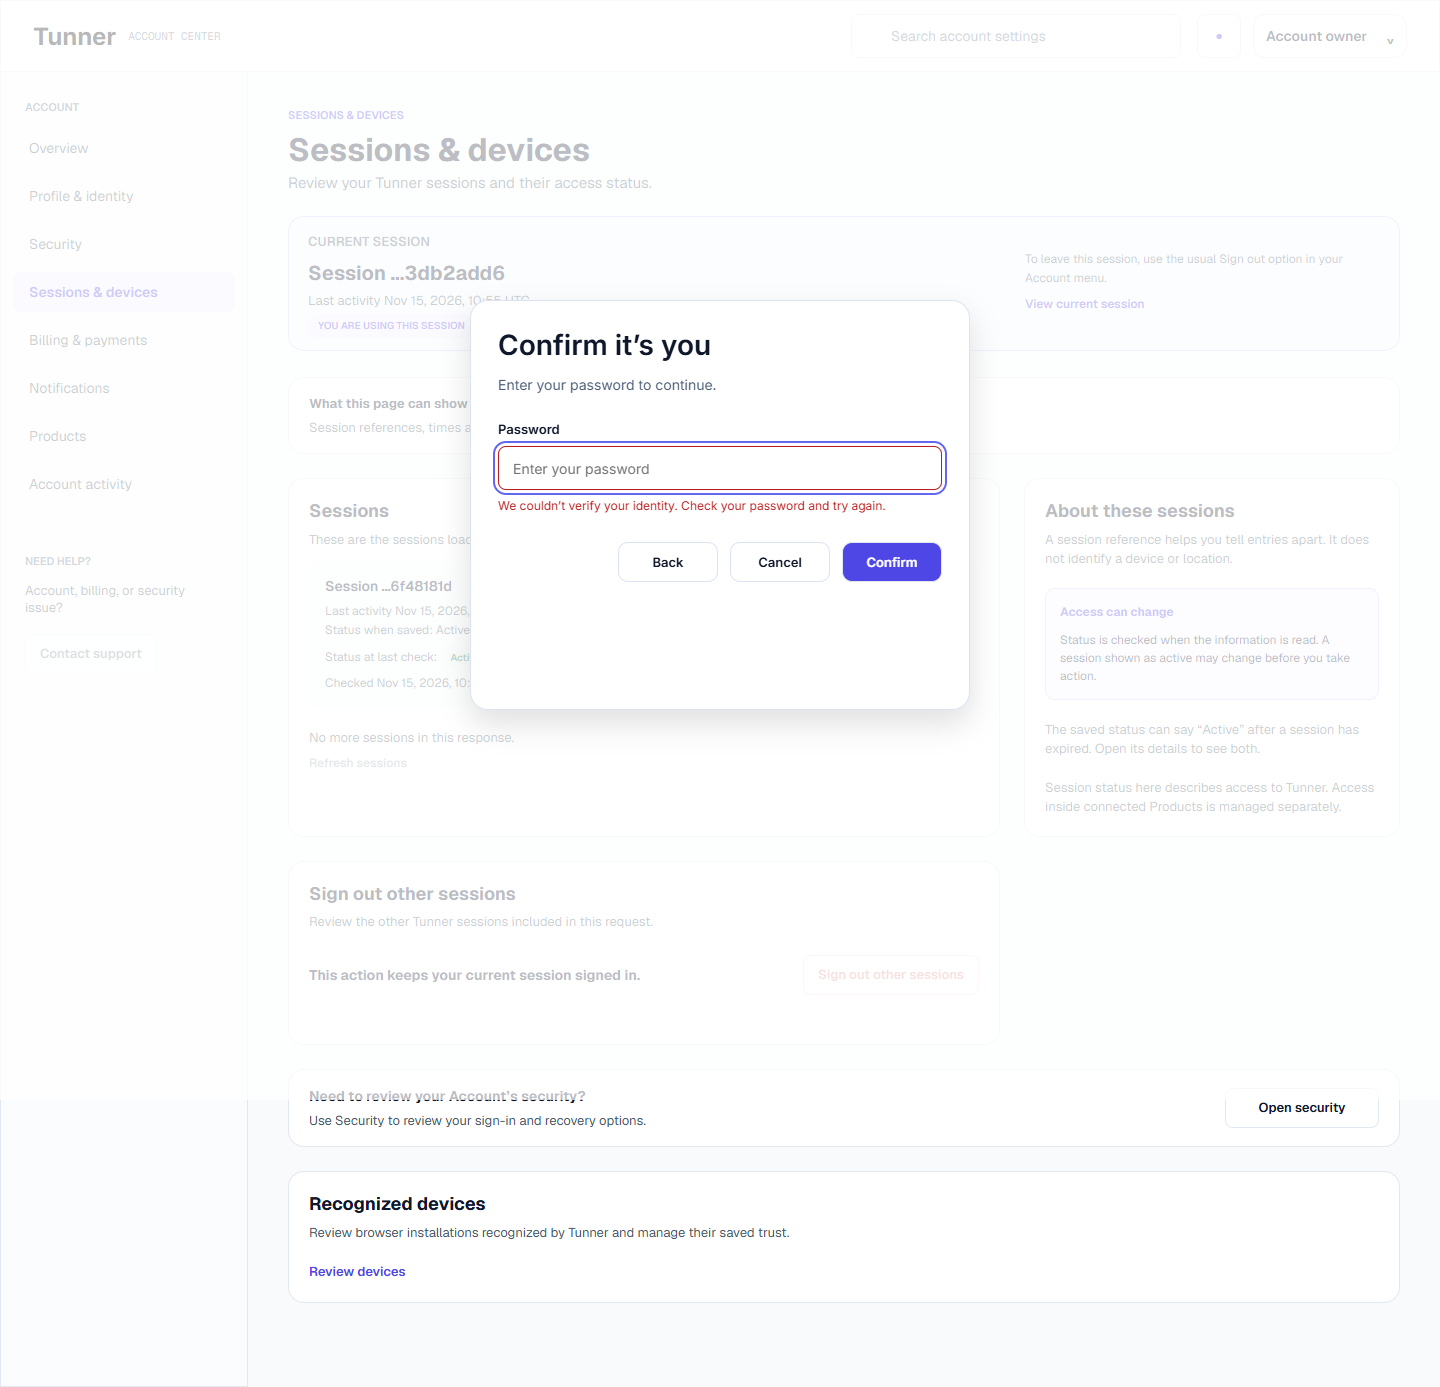 Tunner ACCOUNT CENTER
Search account settings
Account owner
ACCOUNT
Overview
Profile & identity
Security
Sessions & devices
Billing & payments
Notifications
Products
Account activity
NEED HELP?
Account, billing, or security
issue?
Contact support
SESSIONS & DEVICES
Sessions & devices
Review your Tunner sessions and their access status.
CURRENT SESSION
Session …3db2add6
Last activity Nov 15, 2026, 10:55 UTC
YOU ARE USING THIS SESSION
To leave this session, use the usual Sign out option in your
Account menu.
View current session
What this page can show
Session references, times a
Confirm it’s you
Enter your password to continue.
Password
Enter your password
We couldn’t verify your identity. Check your password and try again.
Back
Cancel
Confirm
Sessions
These are the sessions load
Session …6f48181d
Last activity Nov 15, 2026,
Status when saved: Active
Status at last check: Acti
Checked Nov 15, 2026, 10:
No more sessions in this response.
Refresh sessions
About these sessions
A session reference helps you tell entries apart. It does
not identify a device or location.
Access can change
Status is checked when the information is read. A
session shown as active may change before you take
action.
The saved status can say “Active” after a session has
expired. Open its details to see both.
Session status here describes access to Tunner. Access
inside connected Products is managed separately.
Sign out other sessions
Review the other Tunner sessions included in this request.
This action keeps your current session signed in.
Sign out other sessions
Need to review your Account’s security?
Use Security to review your sign-in and recovery options.
Open security
Recognized devices
Review browser installations recognized by Tunner and manage their saved trust.
Review devices